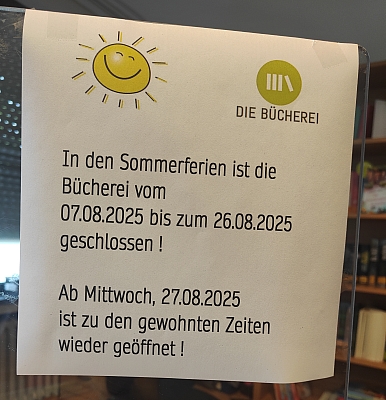 DIE BÜCHEREI
In den Sommerferien ist die
Bücherei vom
07.08.2025 bis zum 26.08.2025
geschlossen !
Ab Mittwoch, 27.08.2025
ist zu den gewohnten Zeiten
wieder geöffnet !